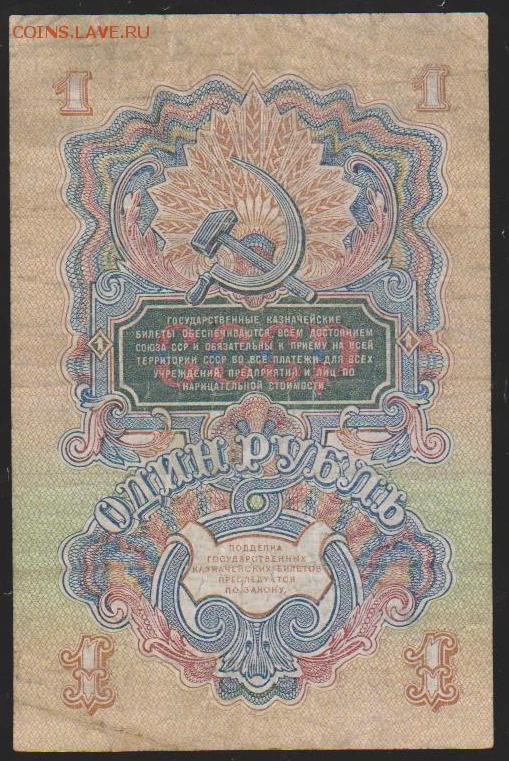 COINS.LAVE.RU
1 1
ГОСУДАРСТВЕННЫЕ КАЗНАЧЕЙСКИЕ
БИЛЕТЫ ОБЕСПЕЧИВАЮТСЯ ВСЕМ ДОСТОЯНИЕМ
СОЮЗА ССР И ОБЯЗАТЕЛЬНЫ К ПРИЕМУ НА ВСЕЙ
ТЕРРИТОРИИ СССР ВО ВСЕ ПЛАТЕЖИ ДЛЯ ВСЕХ
УЧРЕЖДЕНИЙ, ПРЕДПРИЯТИЙ И ЛИЦ ПО
НАРИЦАТЕЛЬНОЙ СТОИМОСТИ.
1 1
ОДИН РУБЛЬ
ПОДДЕЛКА
ГОСУДАРСТВЕННЫХ
КАЗНАЧЕЙСКИХ БИЛЕТОВ
ПРЕСЛЕДУЕТСЯ
ПО ЗАКОНУ.
1 1